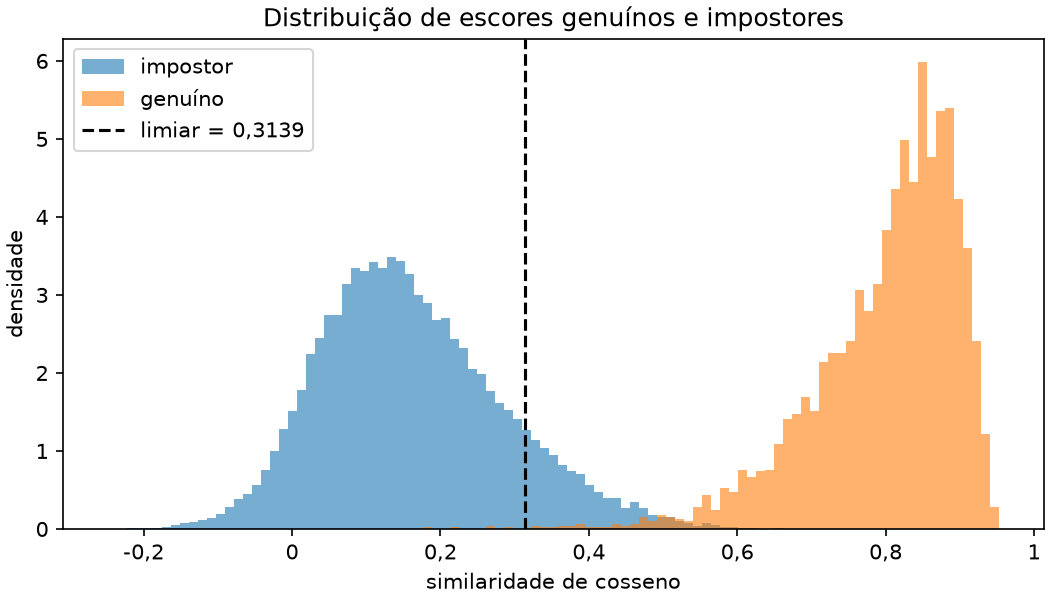 Distribuição de escores genuínos e impostores
impostor
genuíno
limiar = 0,3139
densidade
6
5
4
3
2
1
0
-0,2
0
0,2
0,4
0,6
0,8
1
similaridade de cosseno